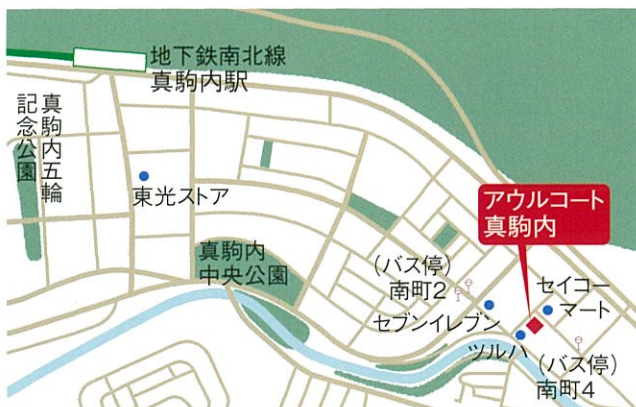 地下鉄南北線
真駒内駅
真駒内五輪
記念公園
東光ストア
アウルコート
真駒内
真駒内
中央公園
(バス停)
南町2
セイコー
マート
セブンイレブン
ツルハ
(バス停)
南町4